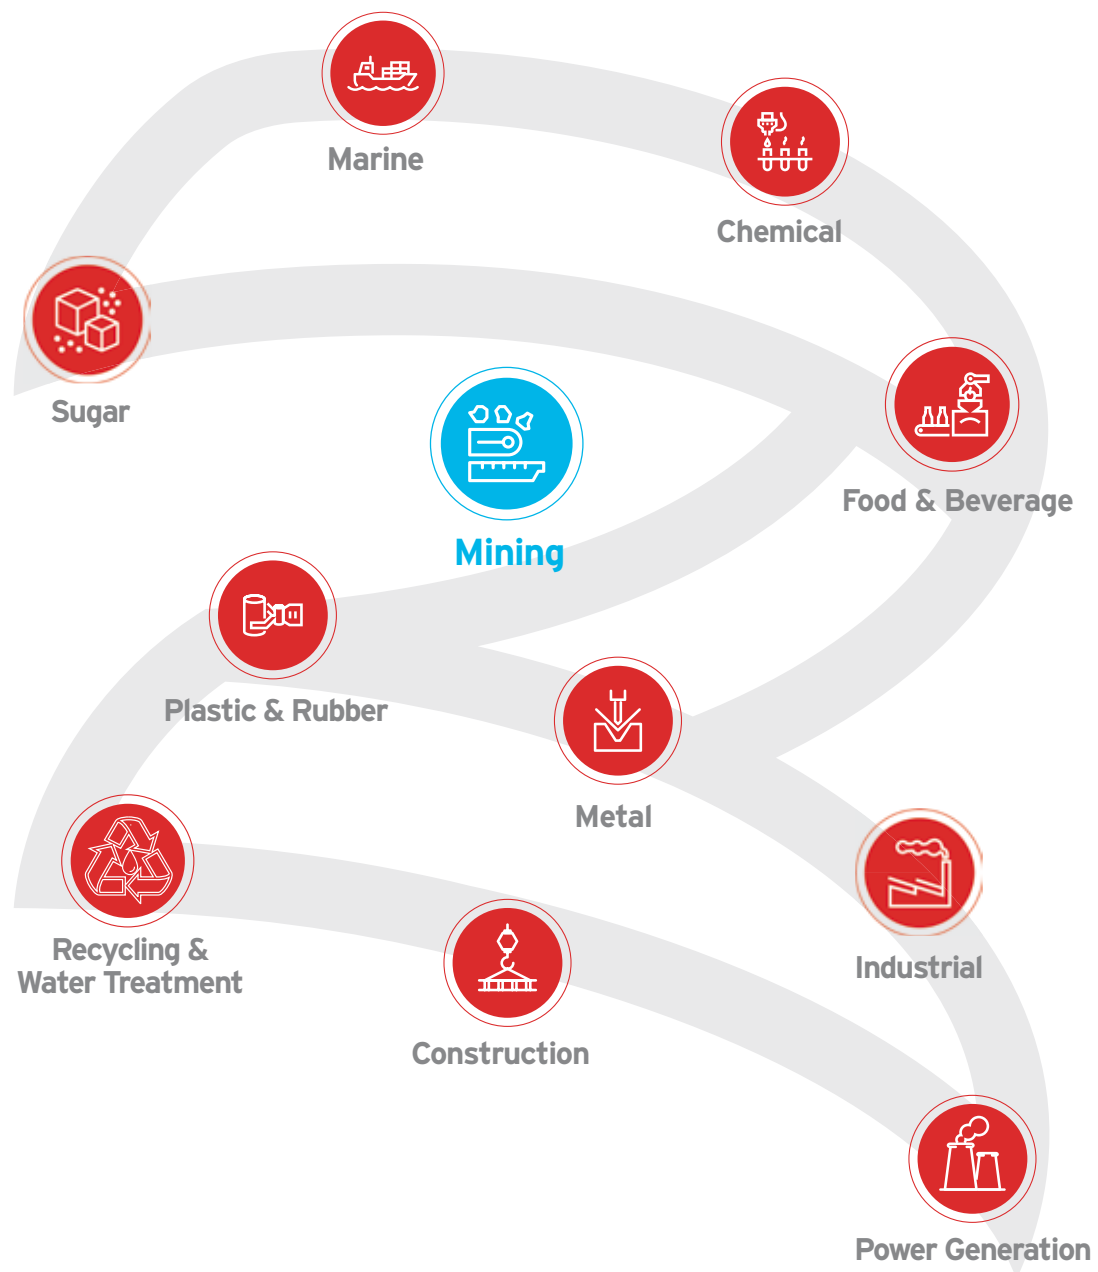 Marine
Chemical
Sugar
Food & Beverage
Mining
Plastic & Rubber
Metal
Recycling &
Water Treatment
Industrial
Construction
Power Generation